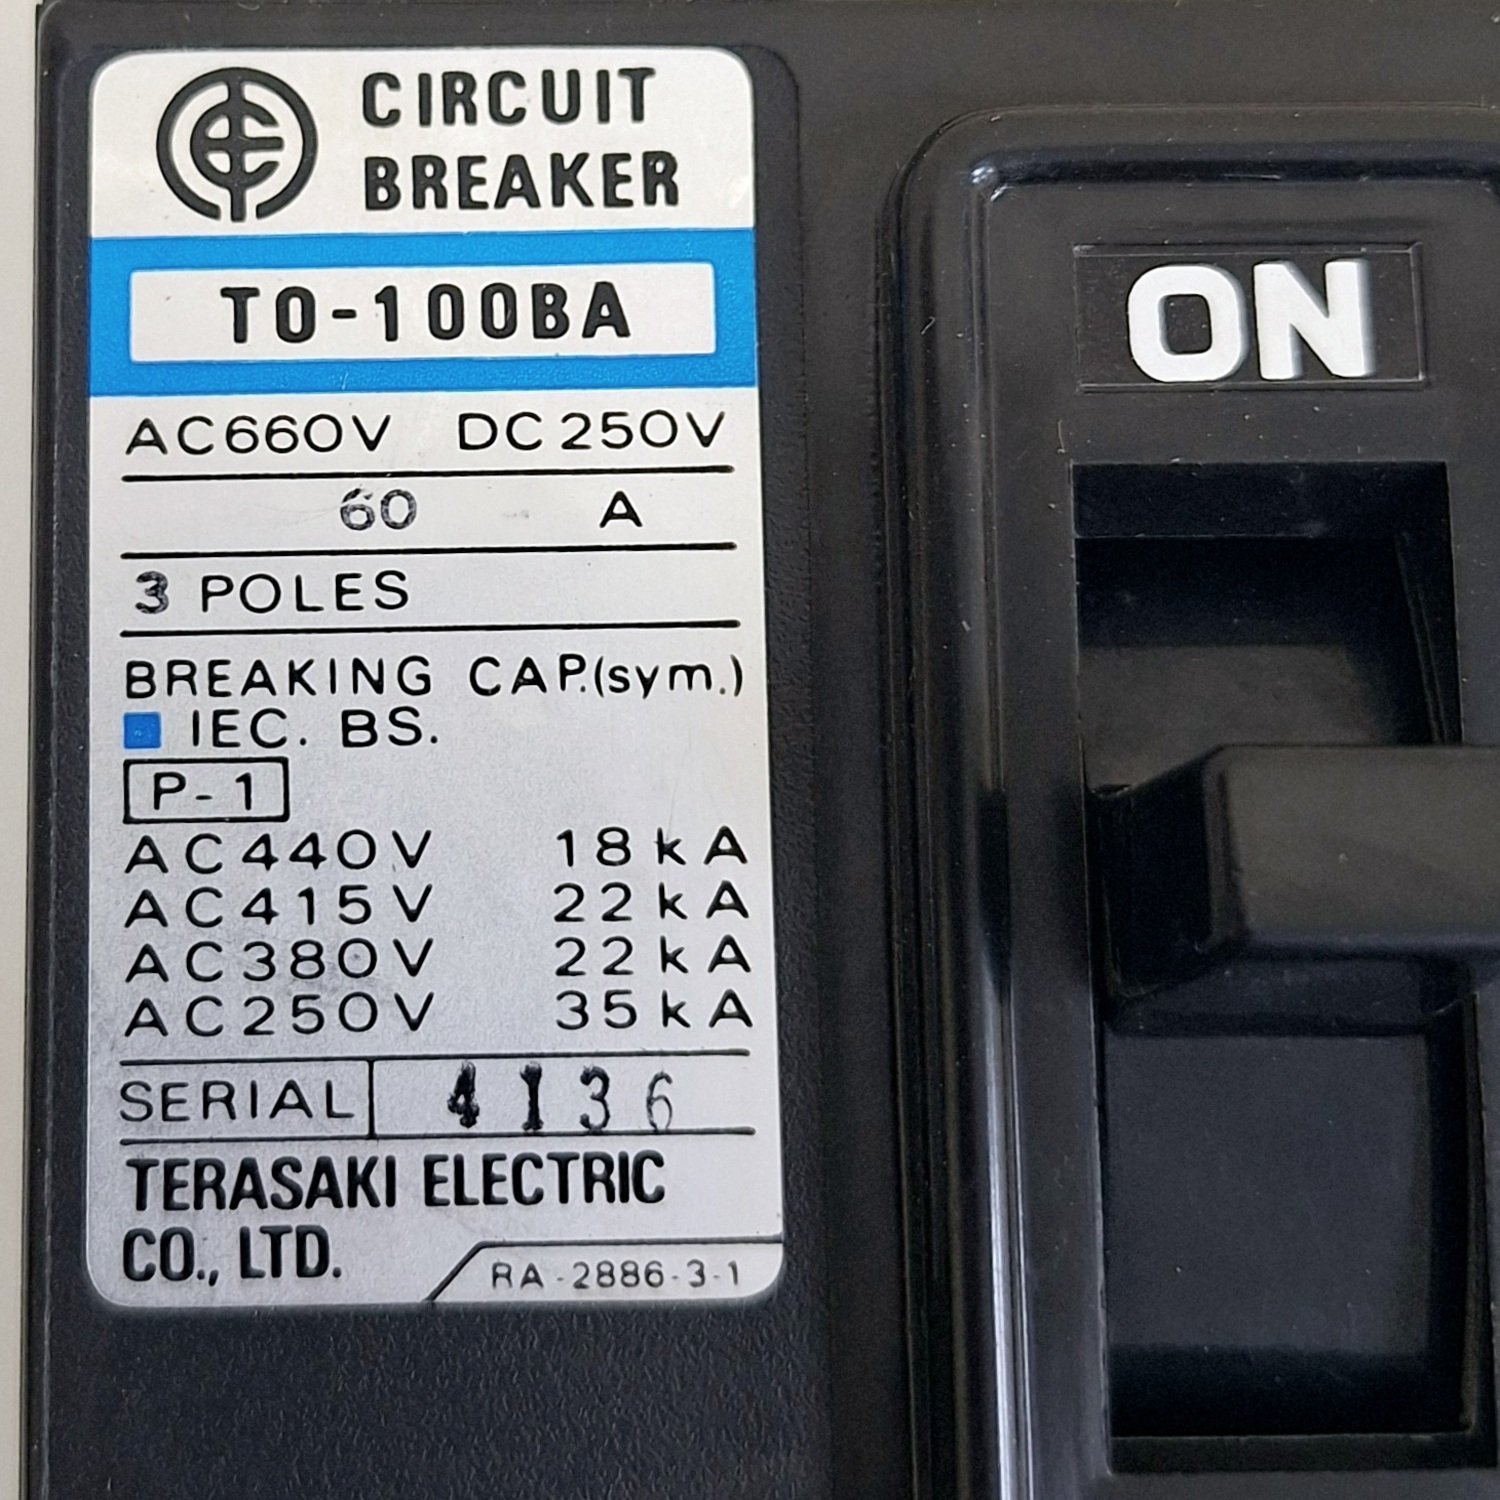 CIRCUIT
BREAKER
TO-100BA
AC660V DC250V
60 A
3 POLES
BREAKING CAP.(sym.)
IEC. BS.
P-1
AC440V 18kA
AC415V 22kA
AC380V 22kA
AC250V 35kA
SERIAL 4136
TERASAKI ELECTRIC
CO., LTD.
RA-2886-3-1
ON